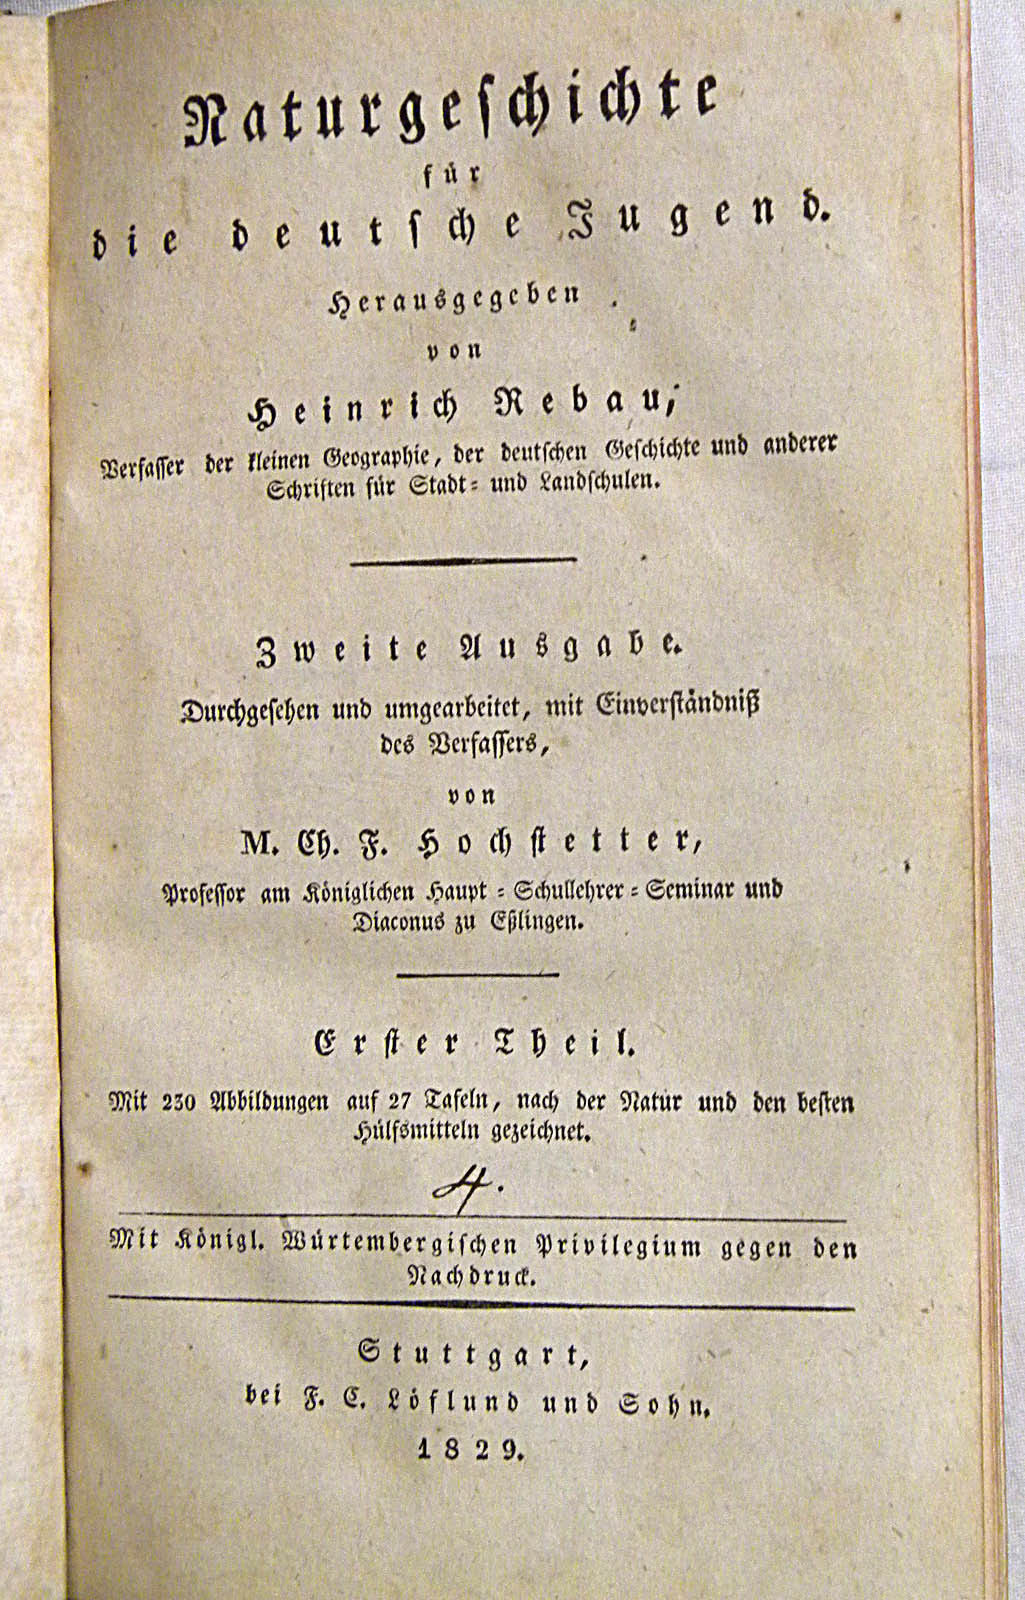 Naturgeschichte
für
die deutsche Jugend.
Herausgegeben
von
Heinrich Rebau,
Verfasser der kleinen Geographie, der deutschen Geschichte und anderer
Schriften für Stadt- und Landschulen.
Zweite Ausgabe.
Durchgesehen und umgearbeitet, mit Einverständniß
des Verfassers,
von
M. Ch. F. Hochstetter,
Professor am Königlichen Haupt-Schullehrer-Seminar und
Diaconus zu Eßlingen.
Erster Theil.
Mit 230 Abbildungen auf 27 Tafeln, nach der Natur und den besten
Hülfsmitteln gezeichnet.
4.
Mit Königl. Würtembergischen Privilegium gegen den
Nachdruck.
Stuttgart,
bei F. C. Löflund und Sohn.
1829.